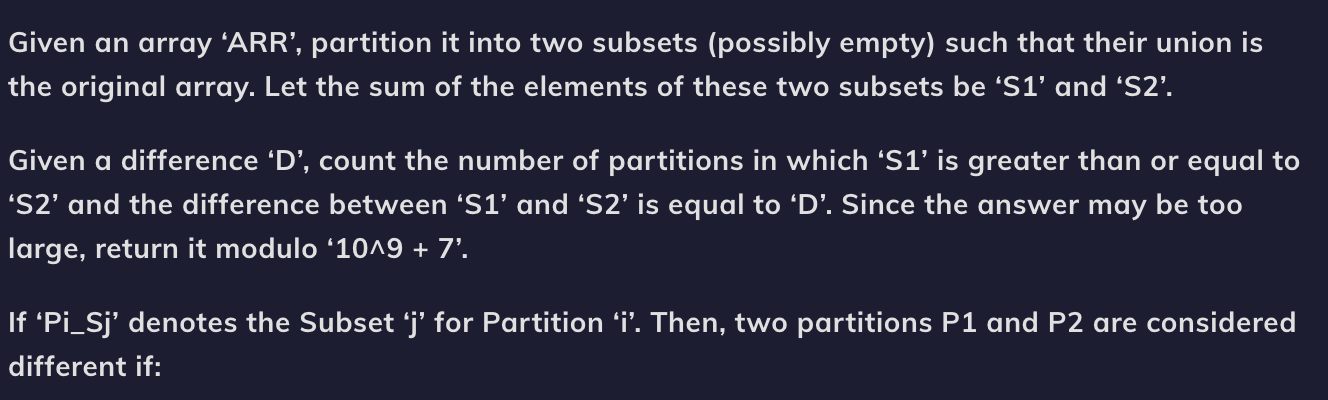 Given an array ‘ARR’, partition it into two subsets (possibly empty) such that their union is
the original array. Let the sum of the elements of these two subsets be ‘S1’ and ‘S2’.
Given a difference ‘D’, count the number of partitions in which ‘S1’ is greater than or equal to
‘S2’ and the difference between ‘S1’ and ‘S2’ is equal to ‘D’. Since the answer may be too
large, return it modulo ‘10^9 + 7’.
If ‘Pi_Sj’ denotes the Subset ‘j’ for Partition ‘i’. Then, two partitions P1 and P2 are considered
different if: